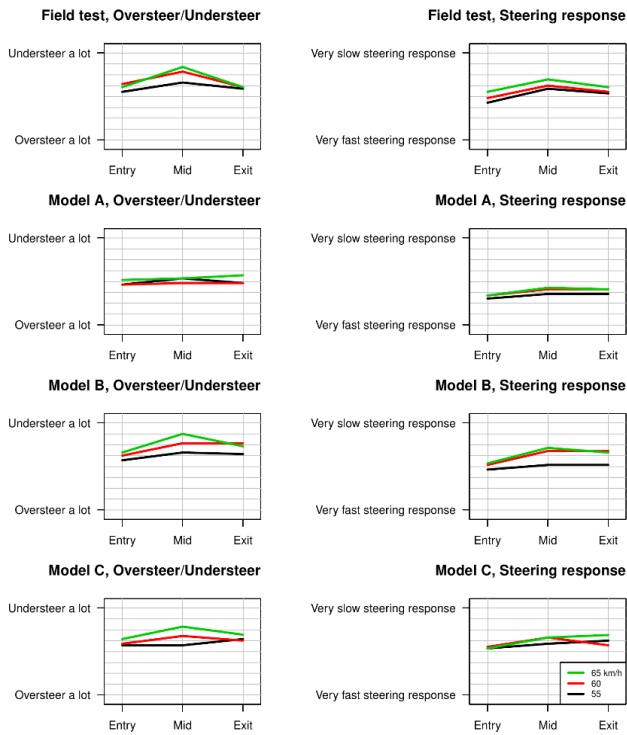 Field test, Oversteer/Understeer
Understeer a lot
Oversteer a lot
Entry Mid Exit
Field test, Steering response
Very slow steering response
Very fast steering response
Entry Mid Exit
Model A, Oversteer/Understeer
Understeer a lot
Oversteer a lot
Entry Mid Exit
Model A, Steering response
Very slow steering response
Very fast steering response
Entry Mid Exit
Model B, Oversteer/Understeer
Understeer a lot
Oversteer a lot
Entry Mid Exit
Model B, Steering response
Very slow steering response
Very fast steering response
Entry Mid Exit
Model C, Oversteer/Understeer
Understeer a lot
Oversteer a lot
Entry Mid Exit
Model C, Steering response
Very slow steering response
Very fast steering response
65 km/h
60
55
Entry Mid Exit